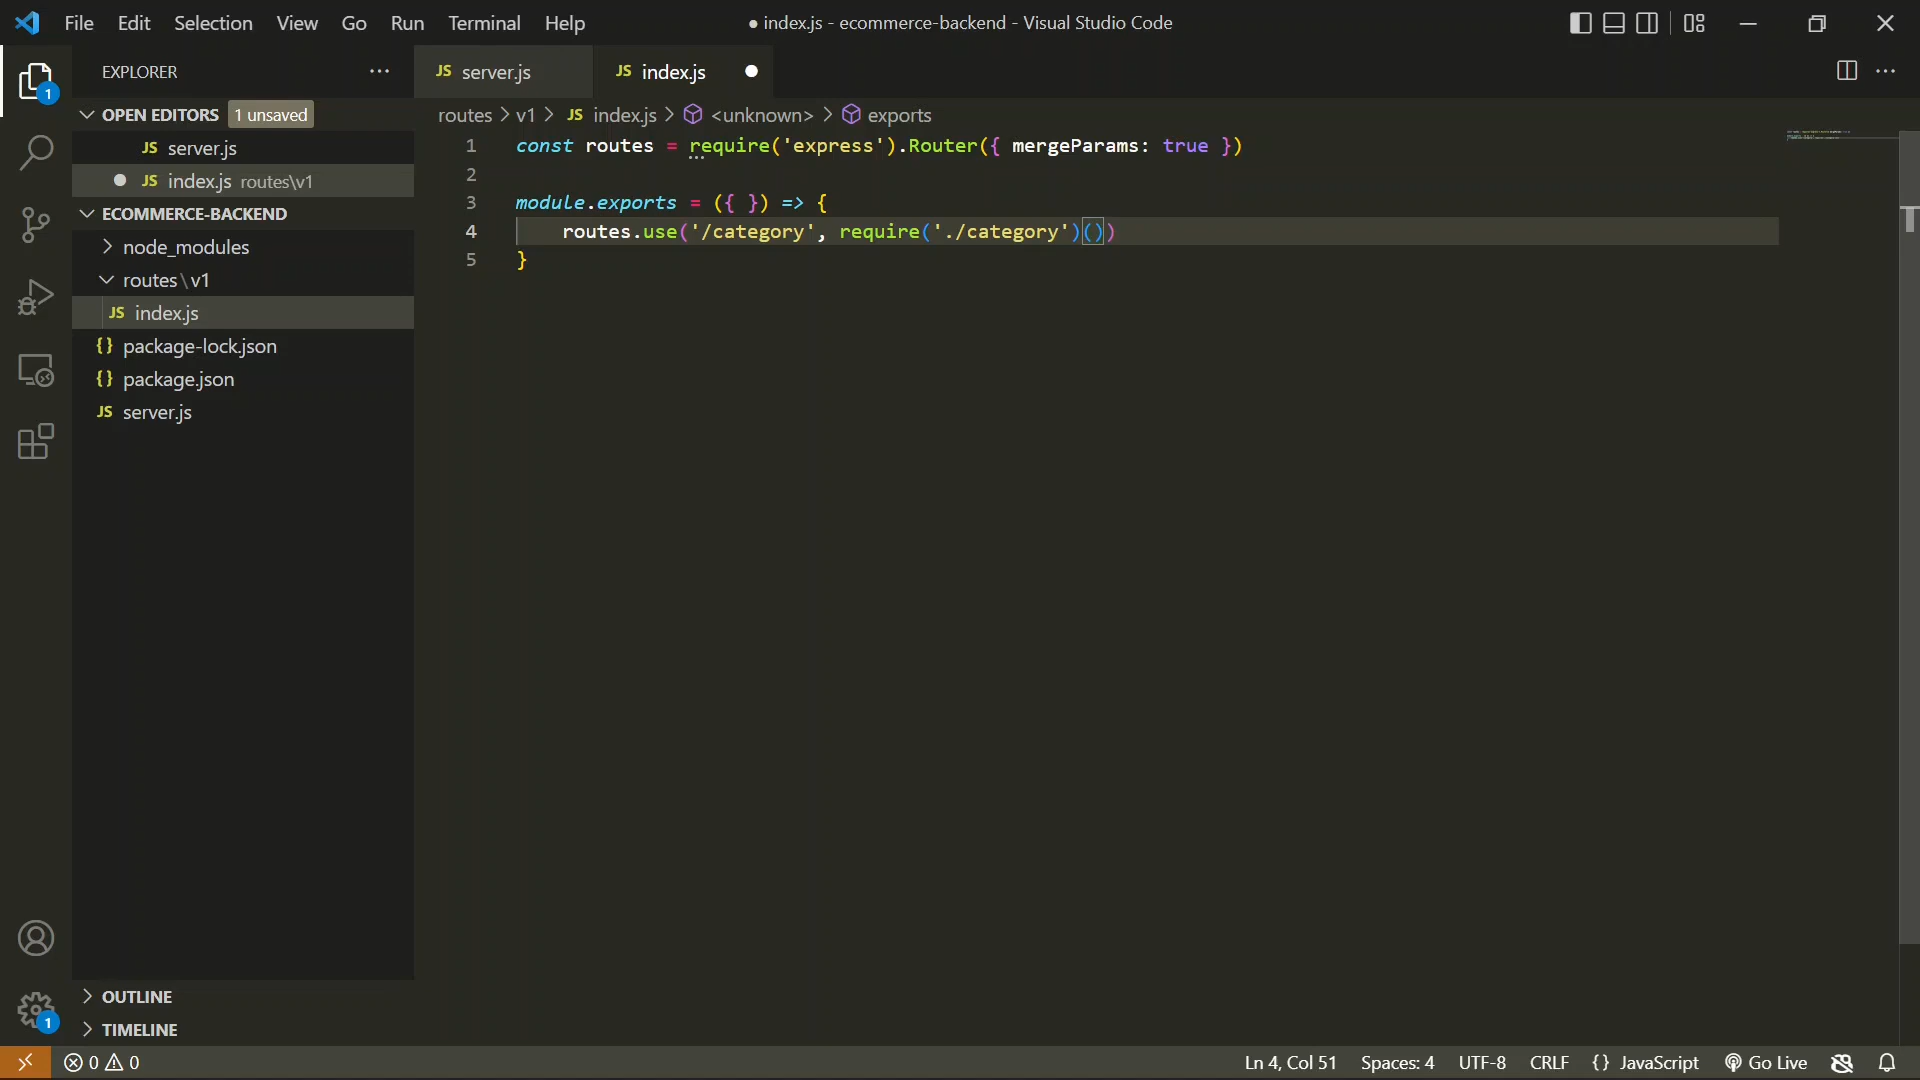 File Edit Selection View Go Run Terminal Help
● index.js - ecommerce-backend - Visual Studio Code
EXPLORER
1
OPEN EDITORS 1 unsaved
JS server.js
JS index.js routes\v1
ECOMMERCE-BACKEND
node_modules
routes\v1
JS index.js
{} package-lock.json
{} package.json
JS server.js
OUTLINE
TIMELINE
1
JS server.js
JS index.js
routes > v1 > JS index.js > <unknown> > exports
1 const routes = require('express').Router({ mergeParams: true })
2
3 module.exports = ({ }) => {
4 routes.use('/category', require('./category')())
5 }
0 0
Ln 4, Col 51 Spaces: 4 UTF-8 CRLF {} JavaScript Go Live